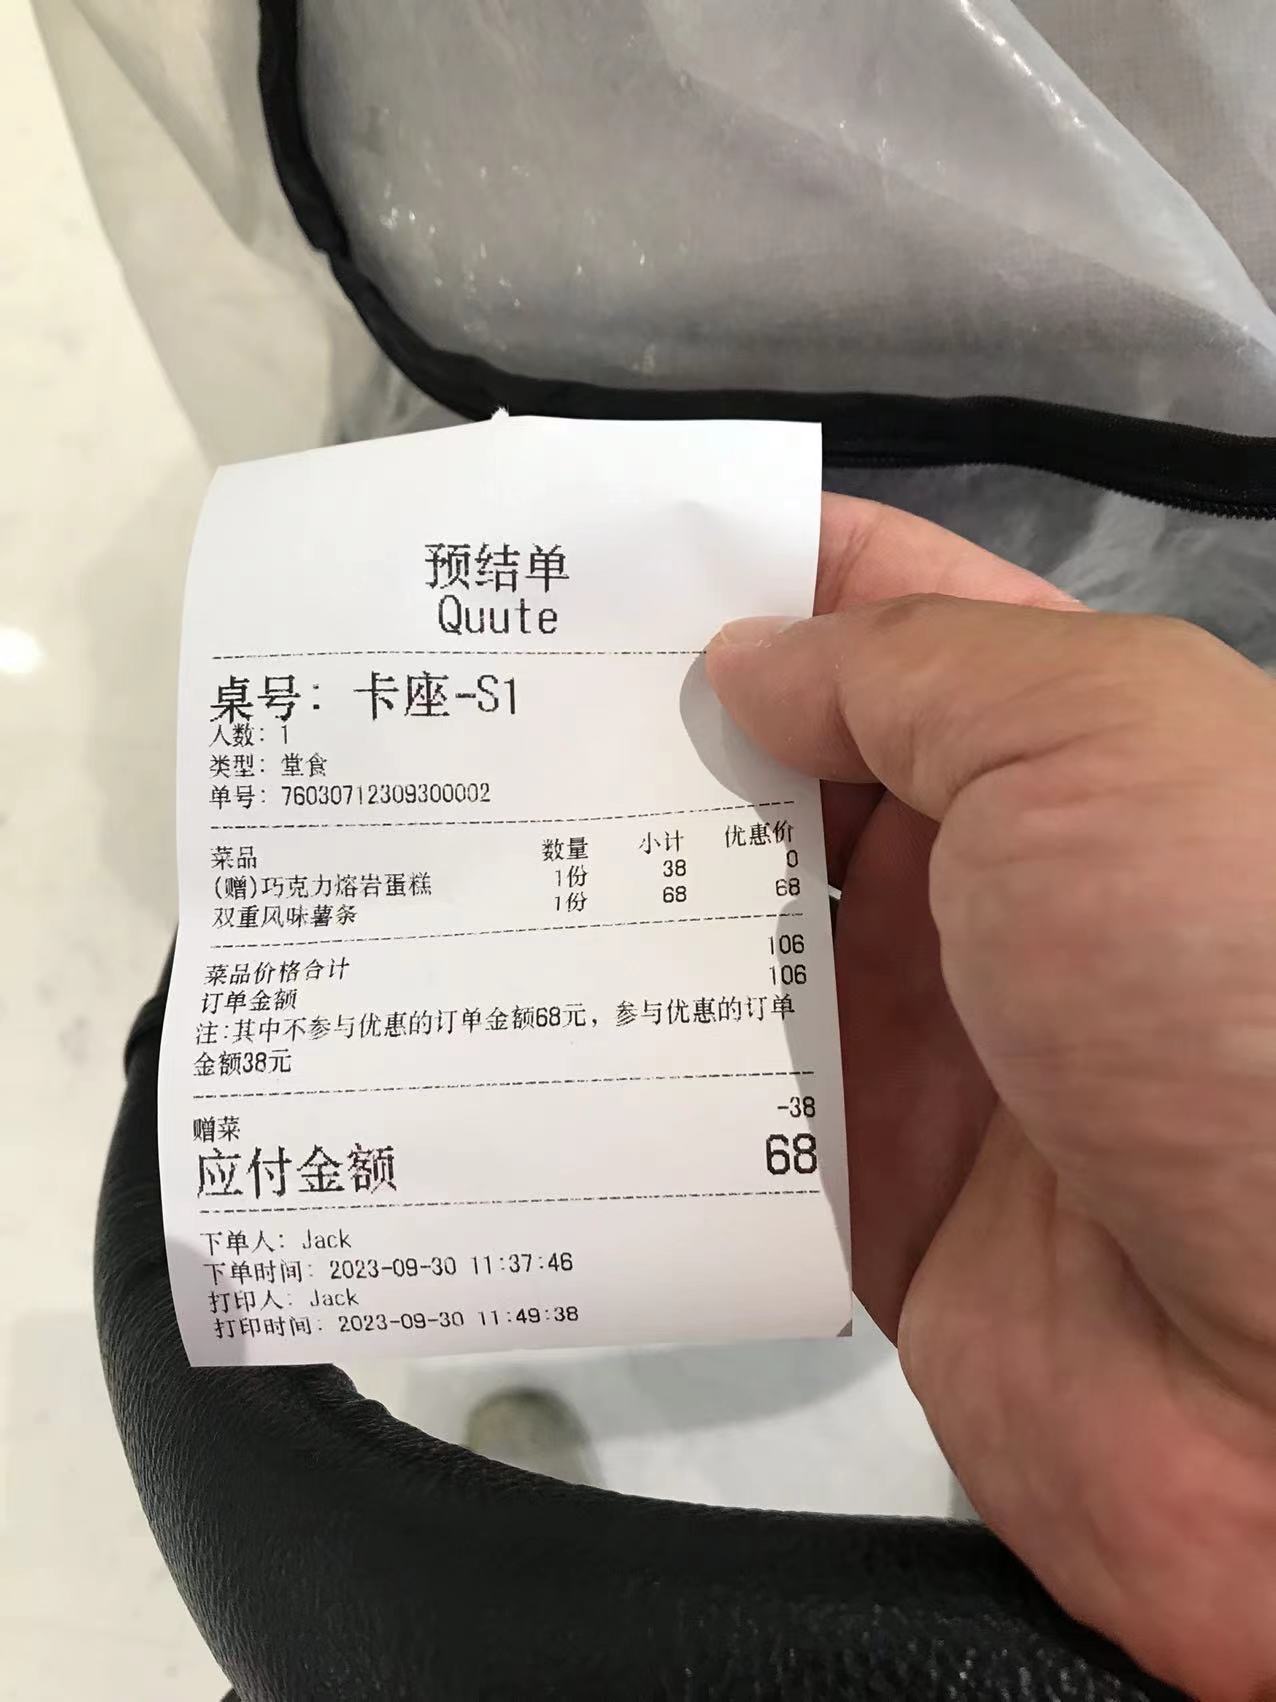 预结单
Quute
桌号: 卡座-S1
人数: 1
类型: 堂食
单号: 76030712309300002
菜品 数量 小计 优惠价
(赠)巧克力熔岩蛋糕 1份 38 0
双重风味薯条 1份 68 68
菜品价格合计 106
订单金额 106
注:其中不参与优惠的订单金额68元，参与优惠的订单
金额38元
赠菜 -38
应付金额 68
下单人: Jack
下单时间: 2023-09-30 11:37:46
打印人: Jack
打印时间: 2023-09-30 11:49:38